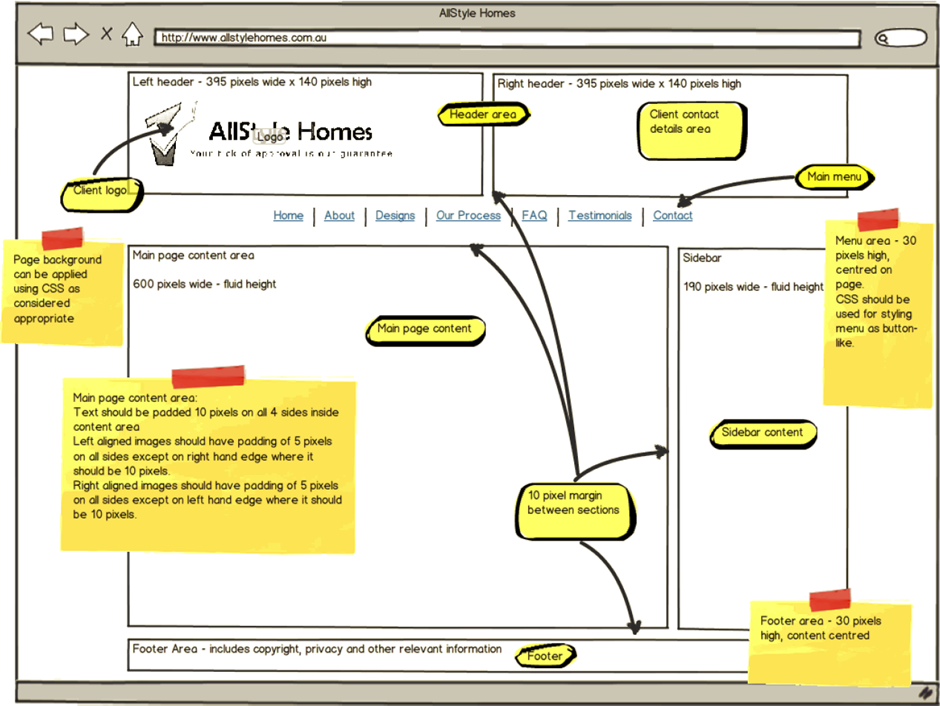 AllStyle Homes
http://www.allstylehomes.com.au
Left header - 395 pixels wide x 140 pixels high
Right header - 395 pixels wide x 140 pixels high
Header area
Client contact
details area
AllStyle Homes
Logo
Your tick of approval is our guarantee
Client logo
Main menu
Home | About | Designs | Our Process | FAQ | Testimonials | Contact
Page background
can be applied
using CSS as
considered
appropriate
Main page content area
600 pixels wide - fluid height
Sidebar
190 pixels wide - fluid height
Menu area - 30
pixels high,
centred on
page.
CSS should be
used for styling
menu as button-
like.
Main page content
Main page content area:
Text should be padded 10 pixels on all 4 sides inside
content area
Left aligned images should have padding of 5 pixels
on all sides except on right hand edge where it
should be 10 pixels.
Right aligned images should have padding of 5 pixels
on all sides except on left hand edge where it should
be 10 pixels.
Sidebar content
10 pixel margin
between sections
Footer area - 30 pixels
high, content centred
Footer Area - includes copyright, privacy and other relevant information
Footer